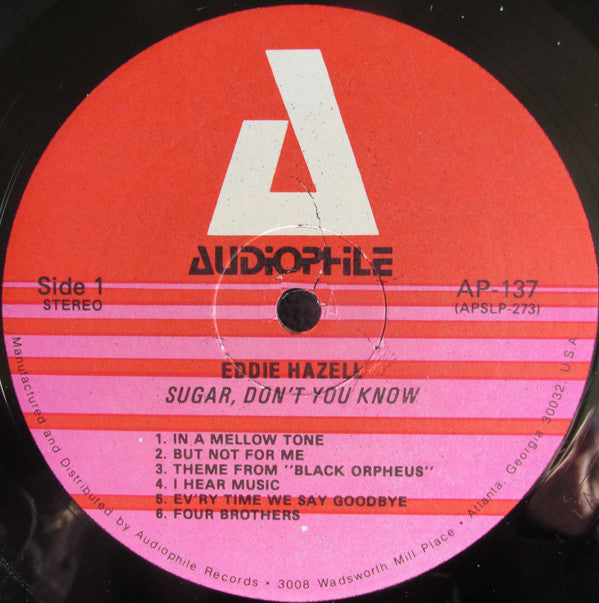 AUDIOPHILE
Side 1
STEREO
AP-137
(APSLP-273)
EDDIE HAZELL
SUGAR, DON'T YOU KNOW
1. IN A MELLOW TONE
2. BUT NOT FOR ME
3. THEME FROM "BLACK ORPHEUS"
4. I HEAR MUSIC
5. EV'RY TIME WE SAY GOODBYE
6. FOUR BROTHERS
Manufactured and Distributed by Audiophile Records • 3008 Wadsworth Mill Place • Atlanta, Georgia 30032, U.S.A.